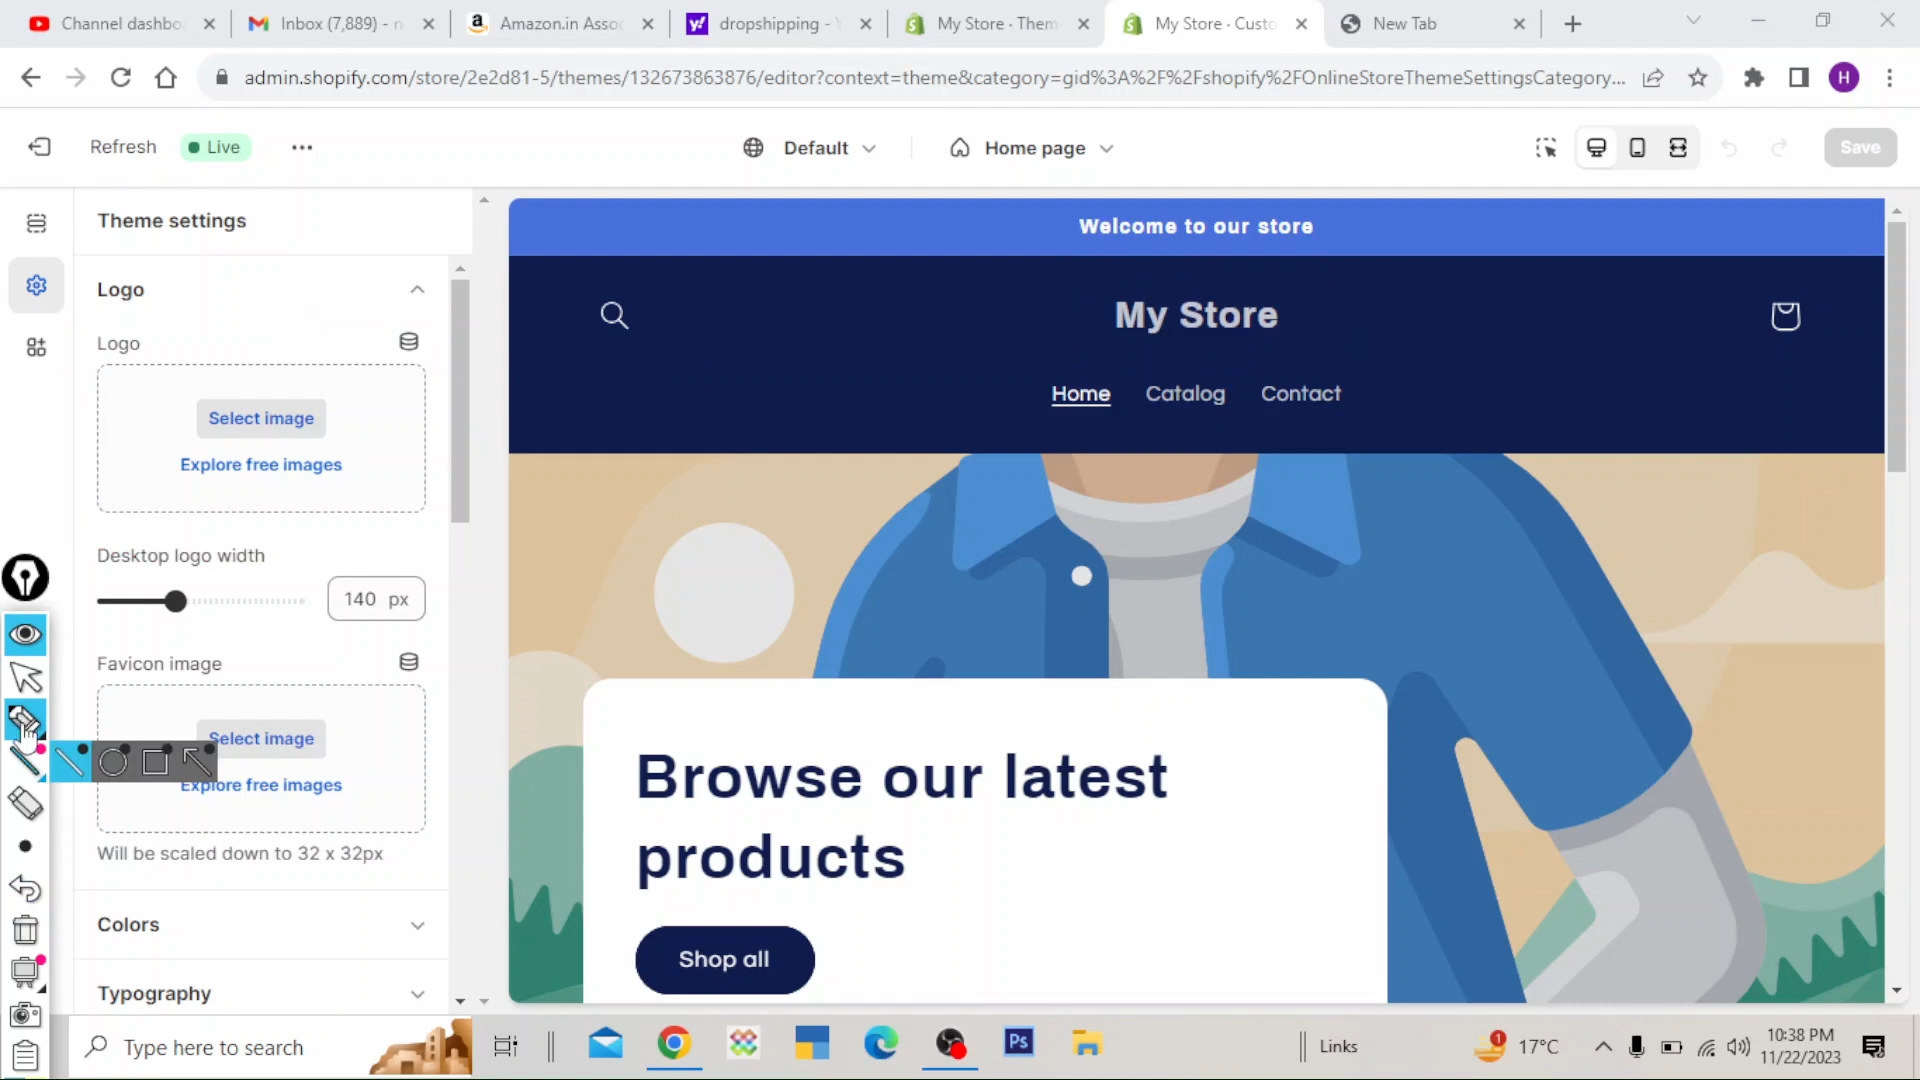 Channel dashbo
Inbox (7,889) - n
Amazon.in Asso
dropshipping - Y
My Store · Them
My Store · Custo
New Tab
admin.shopify.com/store/2e2d81-5/themes/132673863876/editor?context=theme&category=gid%3A%2F%2Fshopify%2FOnlineStoreThemeSettingsCategory...
H
Refresh
Live
Default
Home page
Save
Theme settings
Logo
Logo
Select image
Explore free images
Desktop logo width
140 px
Favicon image
Select image
Explore free images
Will be scaled down to 32 x 32px
Colors
Typography
Welcome to our store
My Store
Home Catalog Contact
Browse our latest
products
Shop all
Type here to search
Ps
Links
1
17°C
10:38 PM
11/22/2023